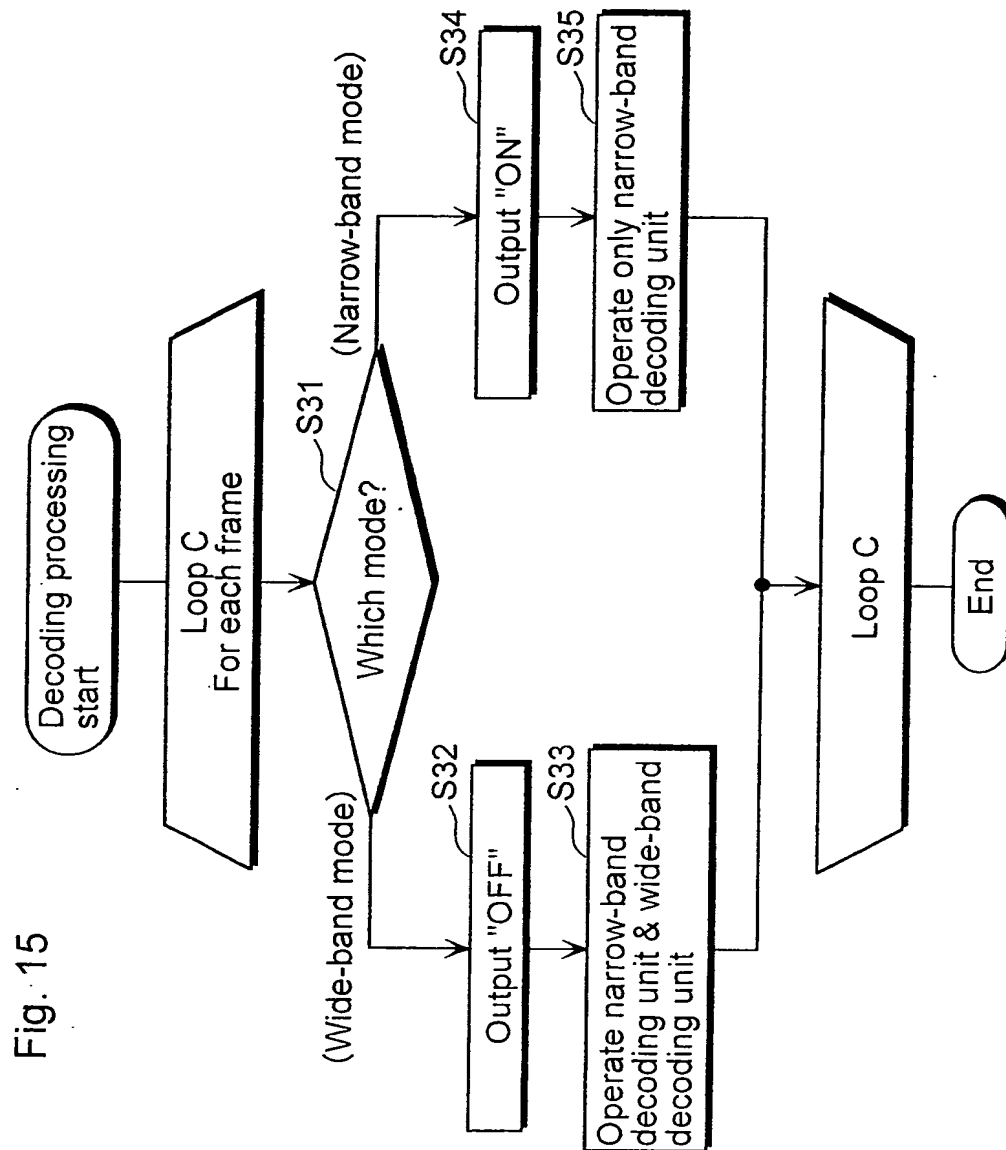 Fig. 15
Decoding processing
start
Loop C
For each frame
S31
Which mode?
(Wide-band mode)
(Narrow-band mode)
S32
Output "OFF"
S33
Operate narrow-band
decoding unit & wide-band
decoding unit
S34
Output "ON"
S35
Operate only narrow-band
decoding unit
Loop C
End